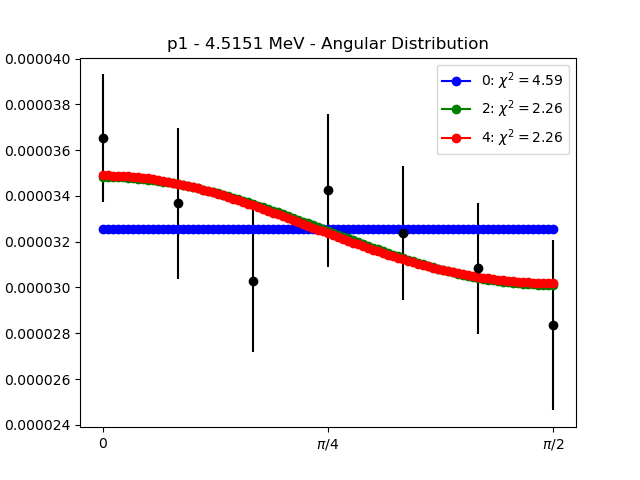 p1 - 4.5151 MeV - Angular Distribution
0.000040
0.000038
0.000036
0.000034
0.000032
0.000030
0.000028
0.000026
0.000024
0: χ² = 4.59
2: χ² = 2.26
4: χ² = 2.26
0
π/4
π/2